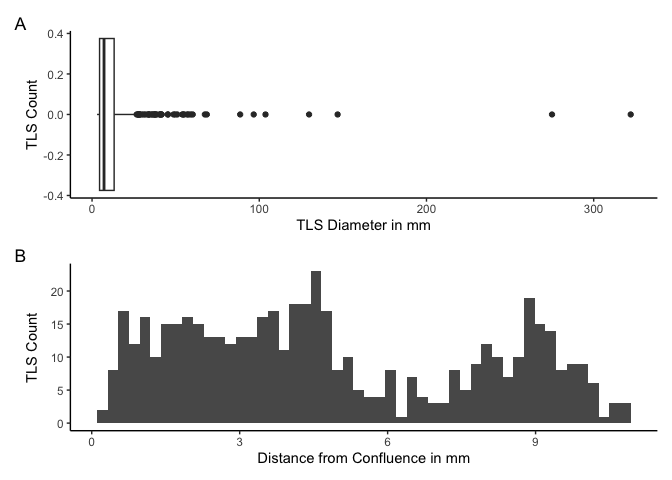 A
TLS Count
0.4
0.2
0.0
-0.2
-0.4
0 100 200 300
TLS Diameter in mm
B
TLS Count
20
15
10
5
0
0 3 6 9
Distance from Confluence in mm